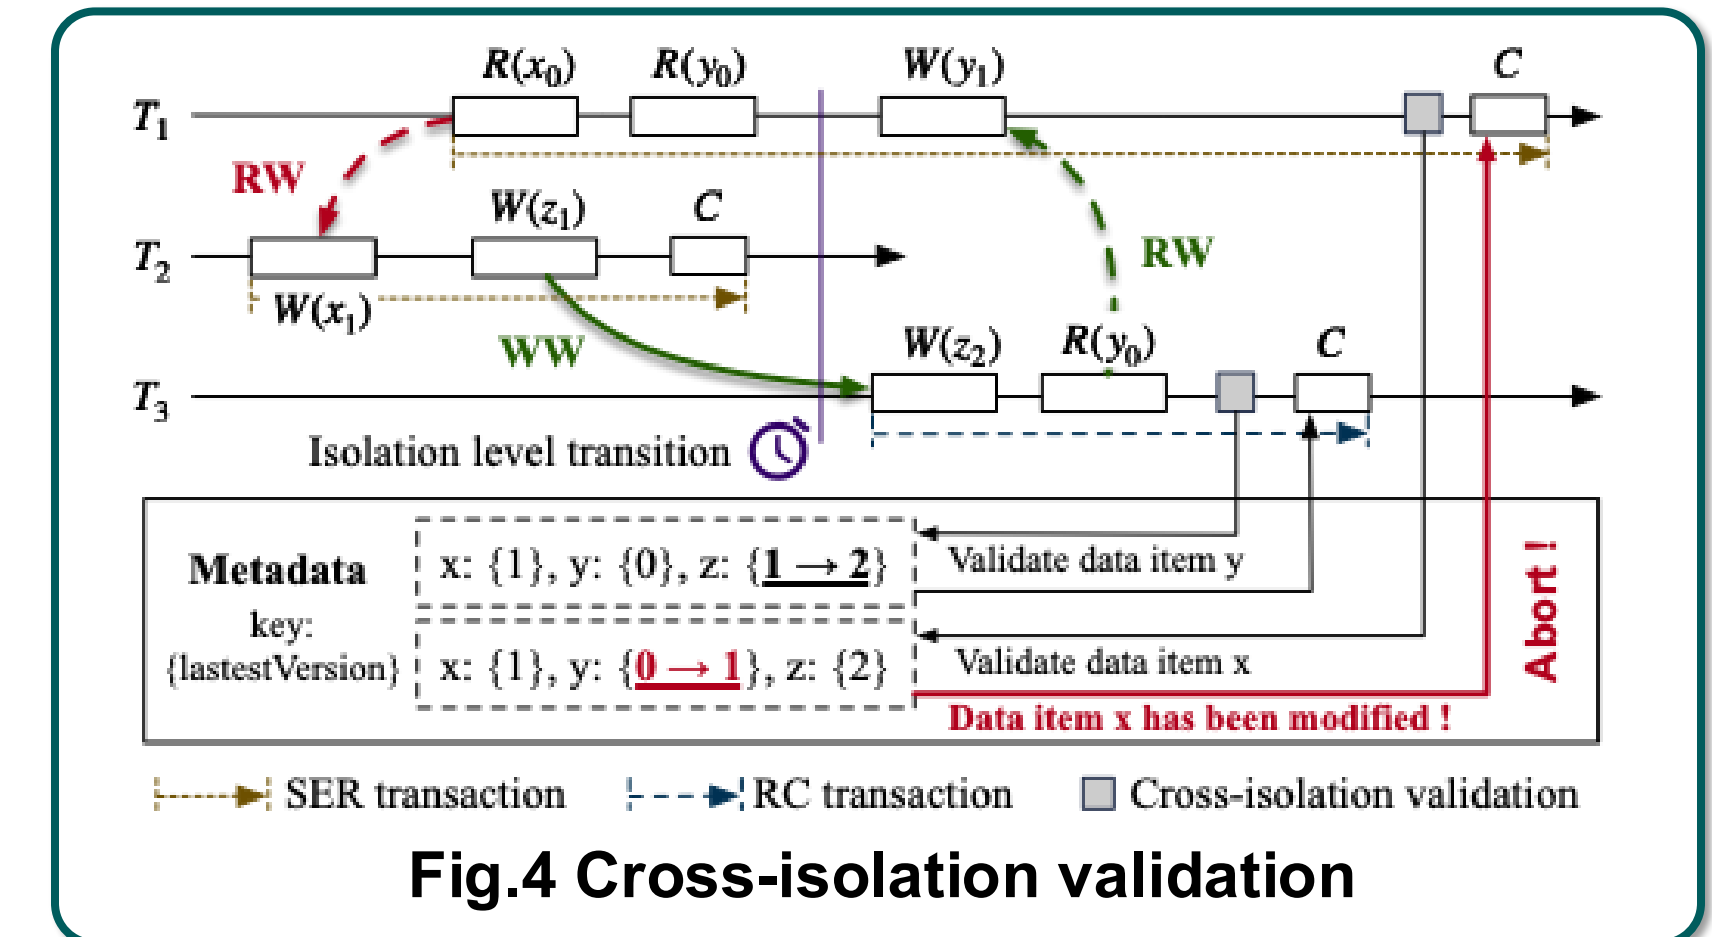 R(x₀) R(y₀) W(y₁) C
T₁
RW
W(z₁) C
T₂
RW
W(x₁)
WW
W(z₂) R(y₀) C
T₃
Isolation level transition
Metadata
key:
{lastestVersion}
x: {1}, y: {0}, z: {1 → 2}
Validate data item y
x: {1}, y: {0 → 1}, z: {2}
Validate data item x
Data item x has been modified !
Abort !
SER transaction RC transaction Cross-isolation validation
Fig.4 Cross-isolation validation